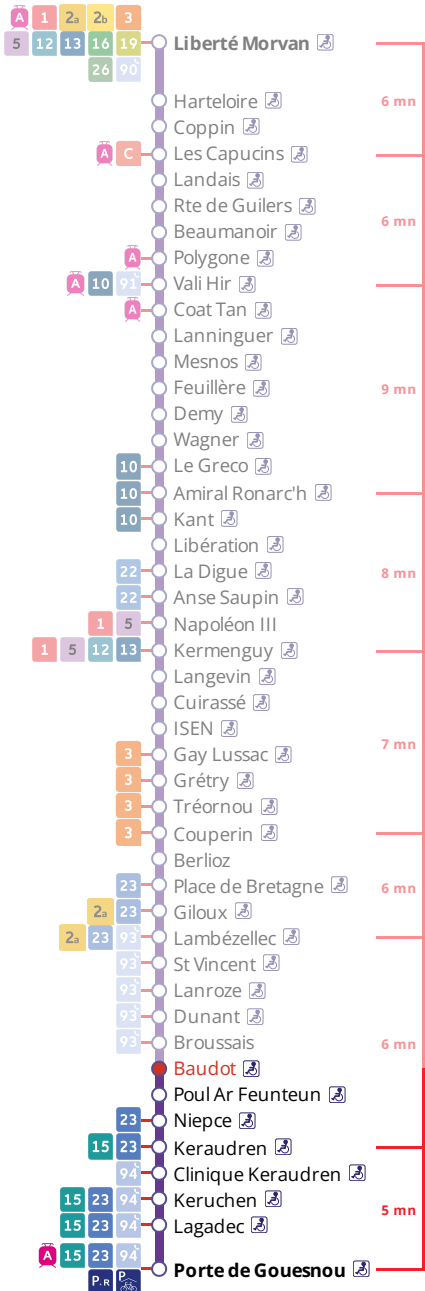 A 1 2a 2b 3
5 12 13 16 19 Liberté Morvan
26 90
Harteloire
6 mn
Coppin
A C Les Capucins
Landais
Rte de Guilers
6 mn
Beaumanoir
A Polygone
A 10 91 Vali Hir
A Coat Tan
Lanninguer
Mesnos
Feuillère
9 mn
Demy
Wagner
10 Le Greco
10 Amiral Ronarc'h
10 Kant
Libération
22 La Digue
8 mn
22 Anse Saupin
1 5 Napoléon III
1 5 12 13 Kermenguy
Langevin
Cuirassé
ISEN
7 mn
3 Gay Lussac
3 Grétry
3 Tréornou
3 Couperin
Berlioz
23 Place de Bretagne
6 mn
2a 23 Giloux
2a 23 93 Lambézellec
93 St Vincent
93 Lanroze
93 Dunant
93 Broussais
6 mn
Baudot
Poul Ar Feunteun
23 Niepce
15 23 Keraudren
94 Clinique Keraudren
15 23 94 Keruchen
5 mn
15 23 94 Lagadec
A 15 23 94
Porte de Gouesnou
P.R P